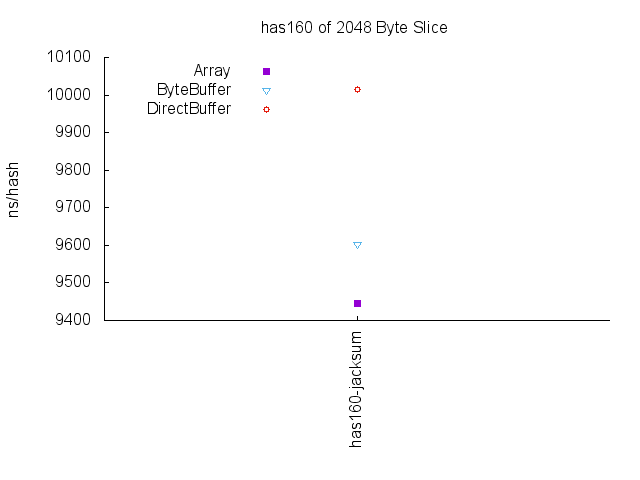 has160 of 2048 Byte Slice
10100
10000
9900
9800
9700
9600
9500
9400
ns/hash
Array
ByteBuffer
DirectBuffer
has160-jacksum